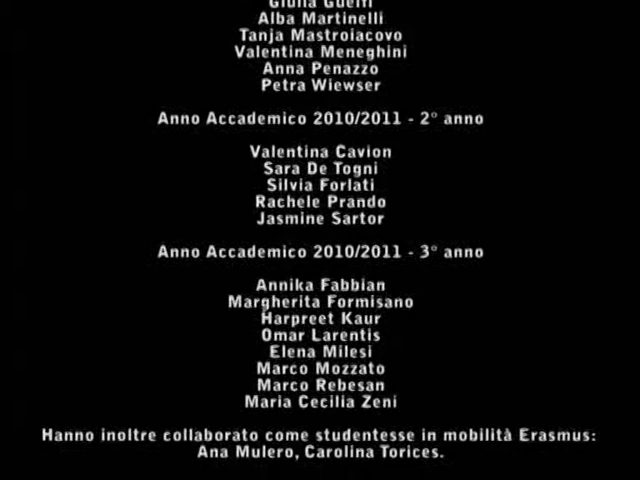 Giulia Guelfi
Alba Martinelli
Tanja Mastroiacovo
Valentina Meneghini
Anna Penazzo
Petra Wiewser
Anno Accademico 2010/2011 - 2° anno
Valentina Cavion
Sara De Togni
Silvia Forlati
Rachele Prando
Jasmine Sartor
Anno Accademico 2010/2011 - 3° anno
Annika Fabbian
Margherita Formisano
Harpreet Kaur
Omar Larentis
Elena Milesi
Marco Mozzato
Marco Rebesan
Maria Cecilia Zeni
Hanno inoltre collaborato come studentesse in mobilità Erasmus:
Ana Mulero, Carolina Torices.